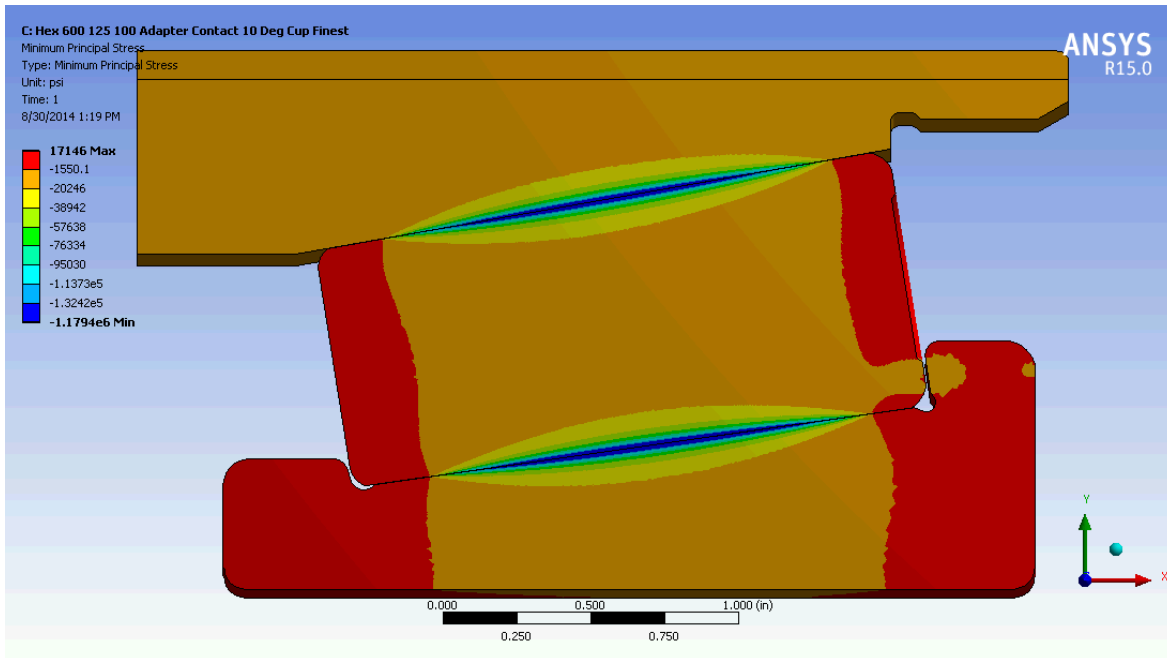 C: Hex 600 125 100 Adapter Contact 10 Deg Cup Finest
Minimum Principal Stress
Type: Minimum Principal Stress
Unit: psi
Time: 1
8/30/2014 1:19 PM
ANSYS
R15.0
17146 Max
-1550.1
-20246
-38942
-57638
-76334
-95030
-1.1373e5
-1.3242e5
-1.1794e6 Min
Y
X
0.000 0.500 1.000 (in)
0.250 0.750